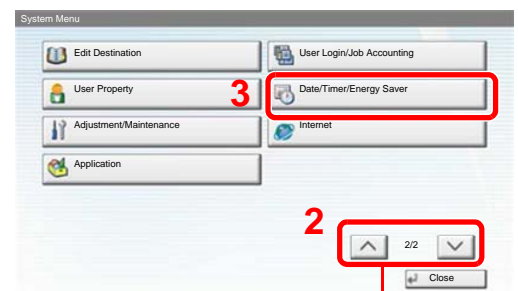 System Menu
Edit Destination
User Login/Job Accounting
User Property
3
Date/Timer/Energy Saver
Adjustment/Maintenance
Internet
Application
2
2/2
Close